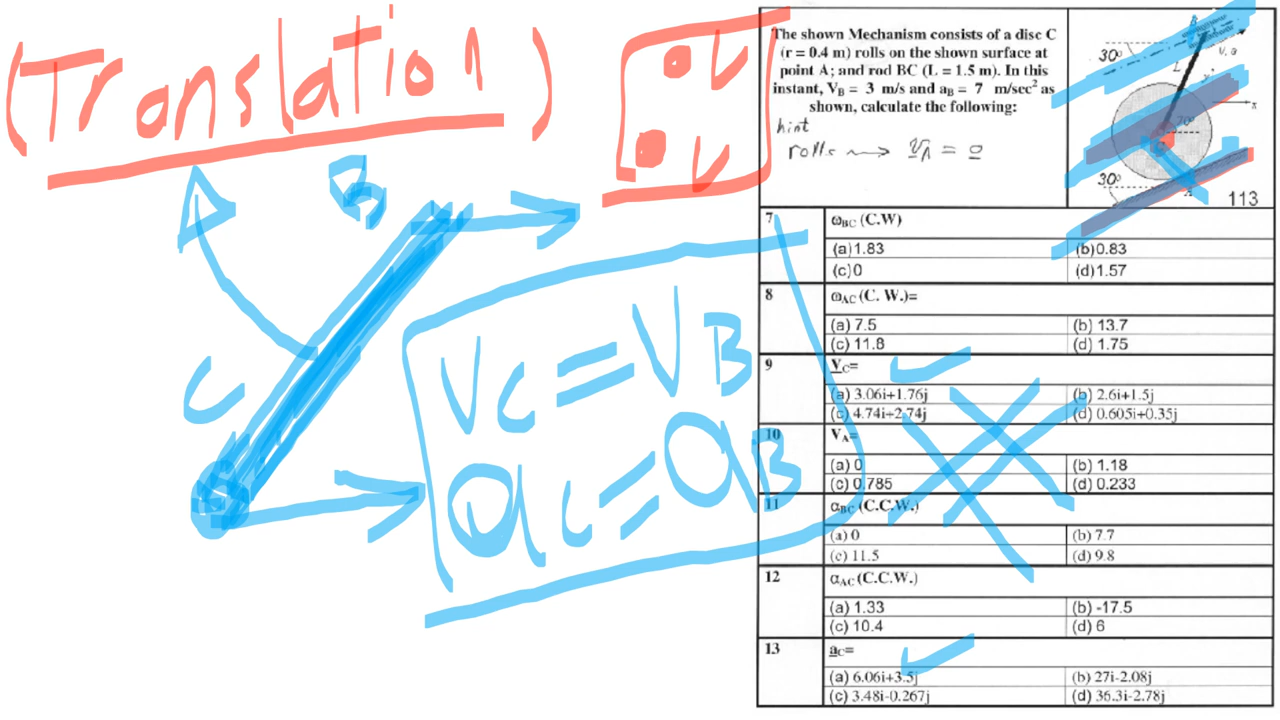 (Translation)
v
v
B
C
VC = VB
aC = aB
The shown Mechanism consists of a disc C
(r = 0.4 m) rolls on the shown surface at
point A; and rod BC (L = 1.5 m). In this
instant, VB = 3 m/s and aB = 7 m/sec² as
shown, calculate the following:
hint
rolls → VA = 0
30°
L
V, a
x
70°
30°
A
113
7 ωBC (C.W)
(a) 1.83 (b) 0.83
(c) 0 (d) 1.57
8 ωAC (C. W.)=
(a) 7.5 (b) 13.7
(c) 11.8 (d) 1.75
9 VC=
(a) 3.06i+1.76j (b) 2.6i+1.5j
(c) 4.74i+2.74j (d) 0.605i+0.35j
10 VA=
(a) 0 (b) 1.18
(c) 0.785 (d) 0.233
11 αBC (C.C.W.)
(a) 0 (b) 7.7
(c) 11.5 (d) 9.8
12 αAC (C.C.W.)
(a) 1.33 (b) -17.5
(c) 10.4 (d) 6
13 aC=
(a) 6.06i+3.5j (b) 27i-2.08j
(c) 3.48i-0.267j (d) 36.3i-2.78j